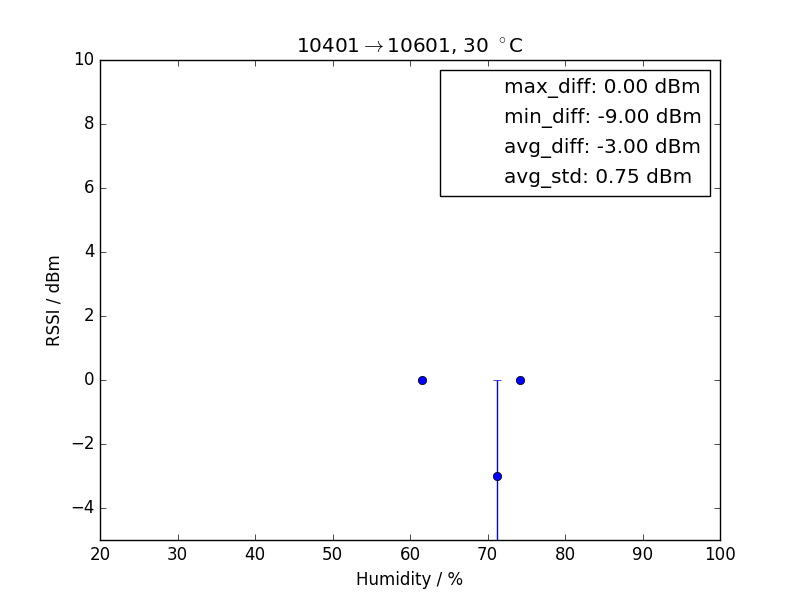 10401→10601, 30 °C
max_diff: 0.00 dBm
min_diff: -9.00 dBm
avg_diff: -3.00 dBm
avg_std: 0.75 dBm
RSSI / dBm
10
8
6
4
2
0
−2
−4
20 30 40 50 60 70 80 90 100
Humidity / %